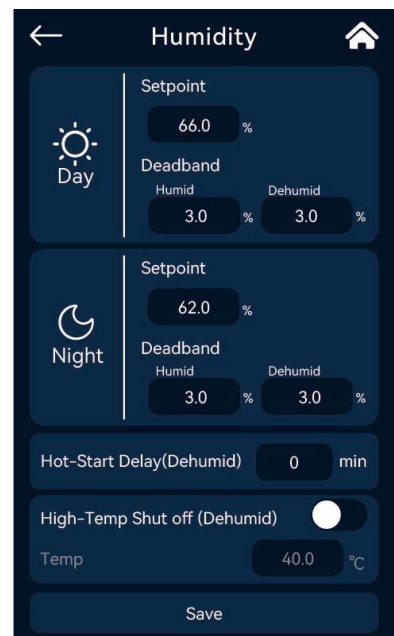 Humidity
Setpoint
66.0 %
Day
Deadband
Humid Dehumid
3.0 % 3.0 %
Setpoint
62.0 %
Night
Deadband
Humid Dehumid
3.0 % 3.0 %
Hot-Start Delay(Dehumid) 0 min
High-Temp Shut off (Dehumid)
Temp 40.0 °C
Save